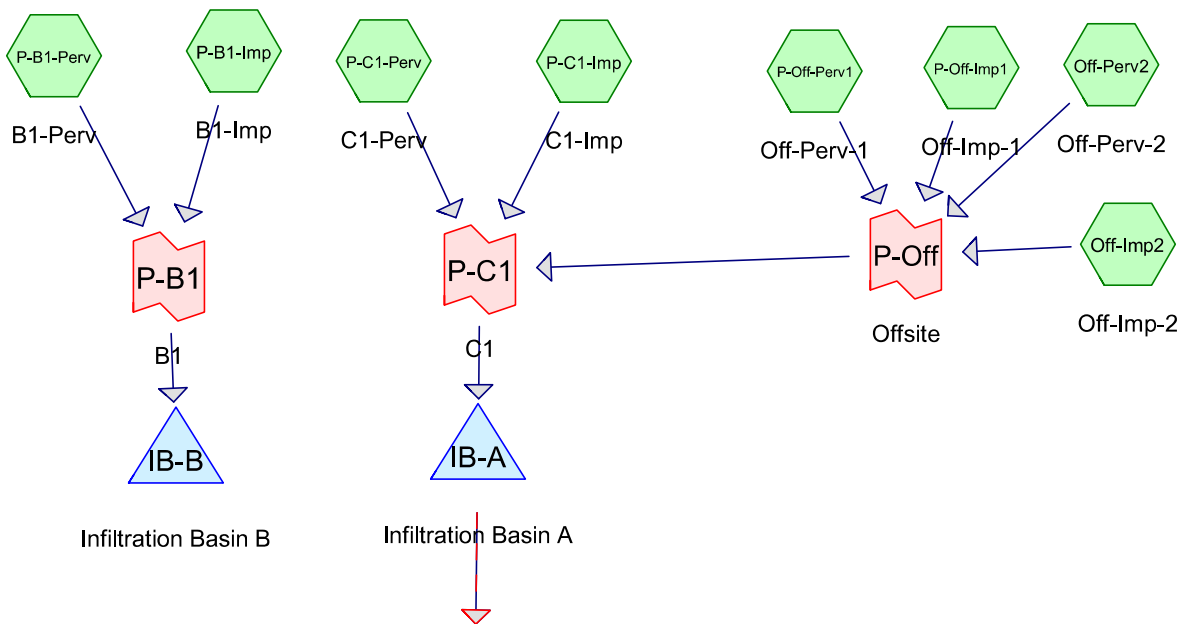 P-B1-Perv
P-B1-Imp
P-C1-Perv
P-C1-Imp
P-Off-Perv1
P-Off-Imp1
Off-Perv2
B1-Perv
B1-Imp
C1-Perv
C1-Imp
Off-Perv-1
Off-Imp-1
Off-Perv-2
P-B1
P-C1
P-Off
Off-Imp2
B1
C1
Offsite
Off-Imp-2
IB-B
IB-A
Infiltration Basin B
Infiltration Basin A